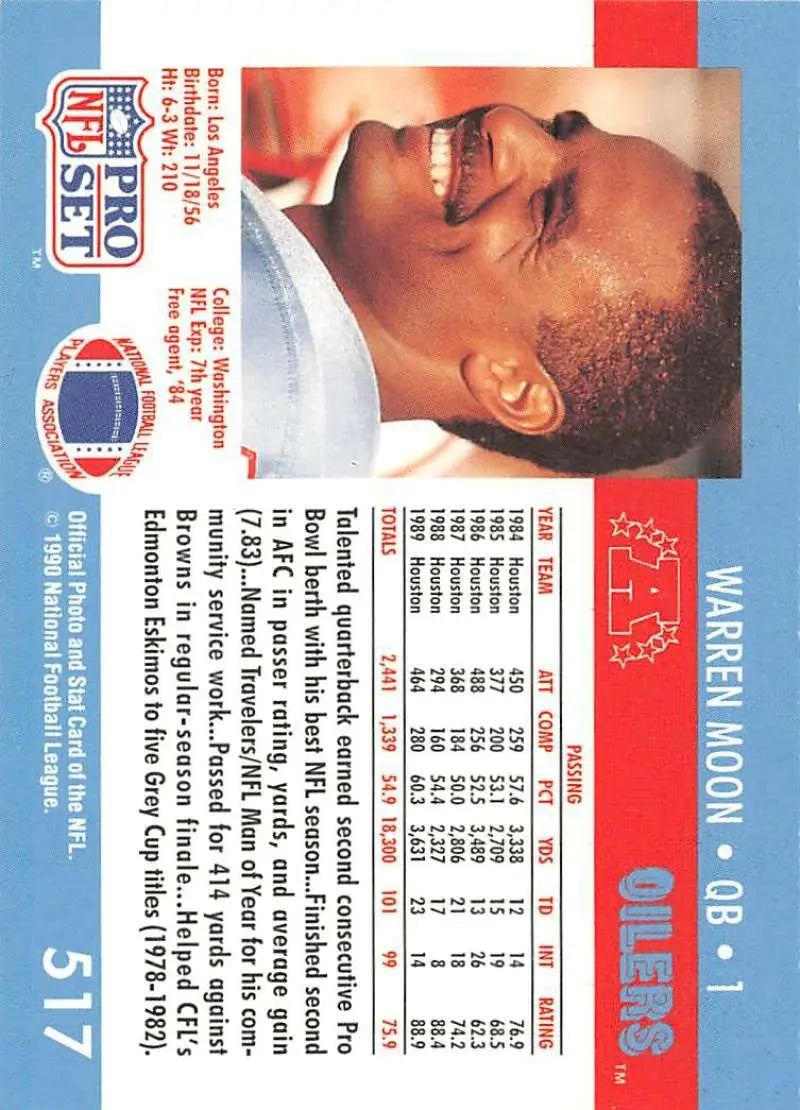 WARREN MOON • QB • 1
A
OILERS™
PASSING
YEAR TEAM ATT COMP PCT YDS TD INT RATING
1984 Houston 450 259 57.6 3,338 12 14 76.9
1985 Houston 377 200 53.1 2,709 15 19 68.5
1986 Houston 488 256 52.5 3,489 13 26 62.3
1987 Houston 368 184 50.0 2,806 21 18 74.2
1988 Houston 294 160 54.4 2,327 17 8 88.4
1989 Houston 464 280 60.3 3,631 23 14 88.9
TOTALS 2,441 1,339 54.9 18,300 101 99 75.9
Talented quarterback earned second consecutive Pro
Bowl berth with his best NFL season...Finished second
in AFC in passer rating, yards, and average gain
(7.83)...Named Travelers/NFL Man of Year for his com-
munity service work...Passed for 414 yards against
Browns in regular-season finale...Helped CFL's
Edmonton Eskimos to five Grey Cup titles (1978-1982).
Born: Los Angeles
Birthdate: 11/18/56
Ht: 6-3 Wt: 210
College: Washington
NFL Exp: 7th year
Free agent, '84
NFL
PRO
SET
™
NATIONAL FOOTBALL LEAGUE
PLAYERS ASSOCIATION
®
Official Photo and Stat Card of the NFL.
© 1990 National Football League.
517